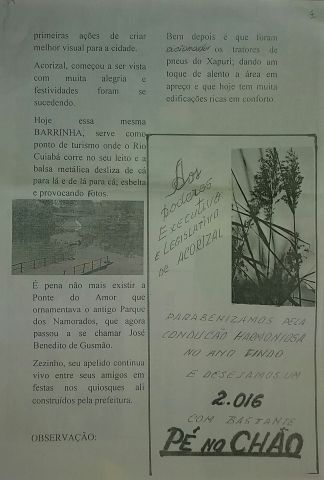 primeiras ações de criar
melhor visual para a cidade.
Acorizal, começou a ser vista
com muita alegria e
festividades foram se
sucedendo.
Hoje essa mesma
BARRINHA, serve como
ponto de turismo onde o Rio
Cuiabá corre no seu leito e a
balsa metálica desliza de cá
para lá e de lá para cá; esbelta
e provocando fotos.
É pena não mais existir a
Ponte do Amor que
ornamentava o antigo Parque
dos Namorados, que agora
passou a se chamar José
Benedito de Gusmão.
Zezinho, seu apelido continua
vivo entre seus amigos em
festas nos quiosques ali
construídos pela prefeitura.
OBSERVAÇÃO:
Bem depois é que foram
acionados os tratores de
pneus do Xapuri; dando um
toque de alento a área em
apreço e que hoje tem muita
edificações ricas em conforto.
Aos
PODERES
EXECUTIVO
E LEGISLATIVO
DE ACORIZAL
PARABENIZAMOS PELA
CONDUÇÃO HARMONIOSA
NO ANO FINDO
E DESEJAMOS UM
2.016
COM BASTANTE
PÉ NO CHÃO